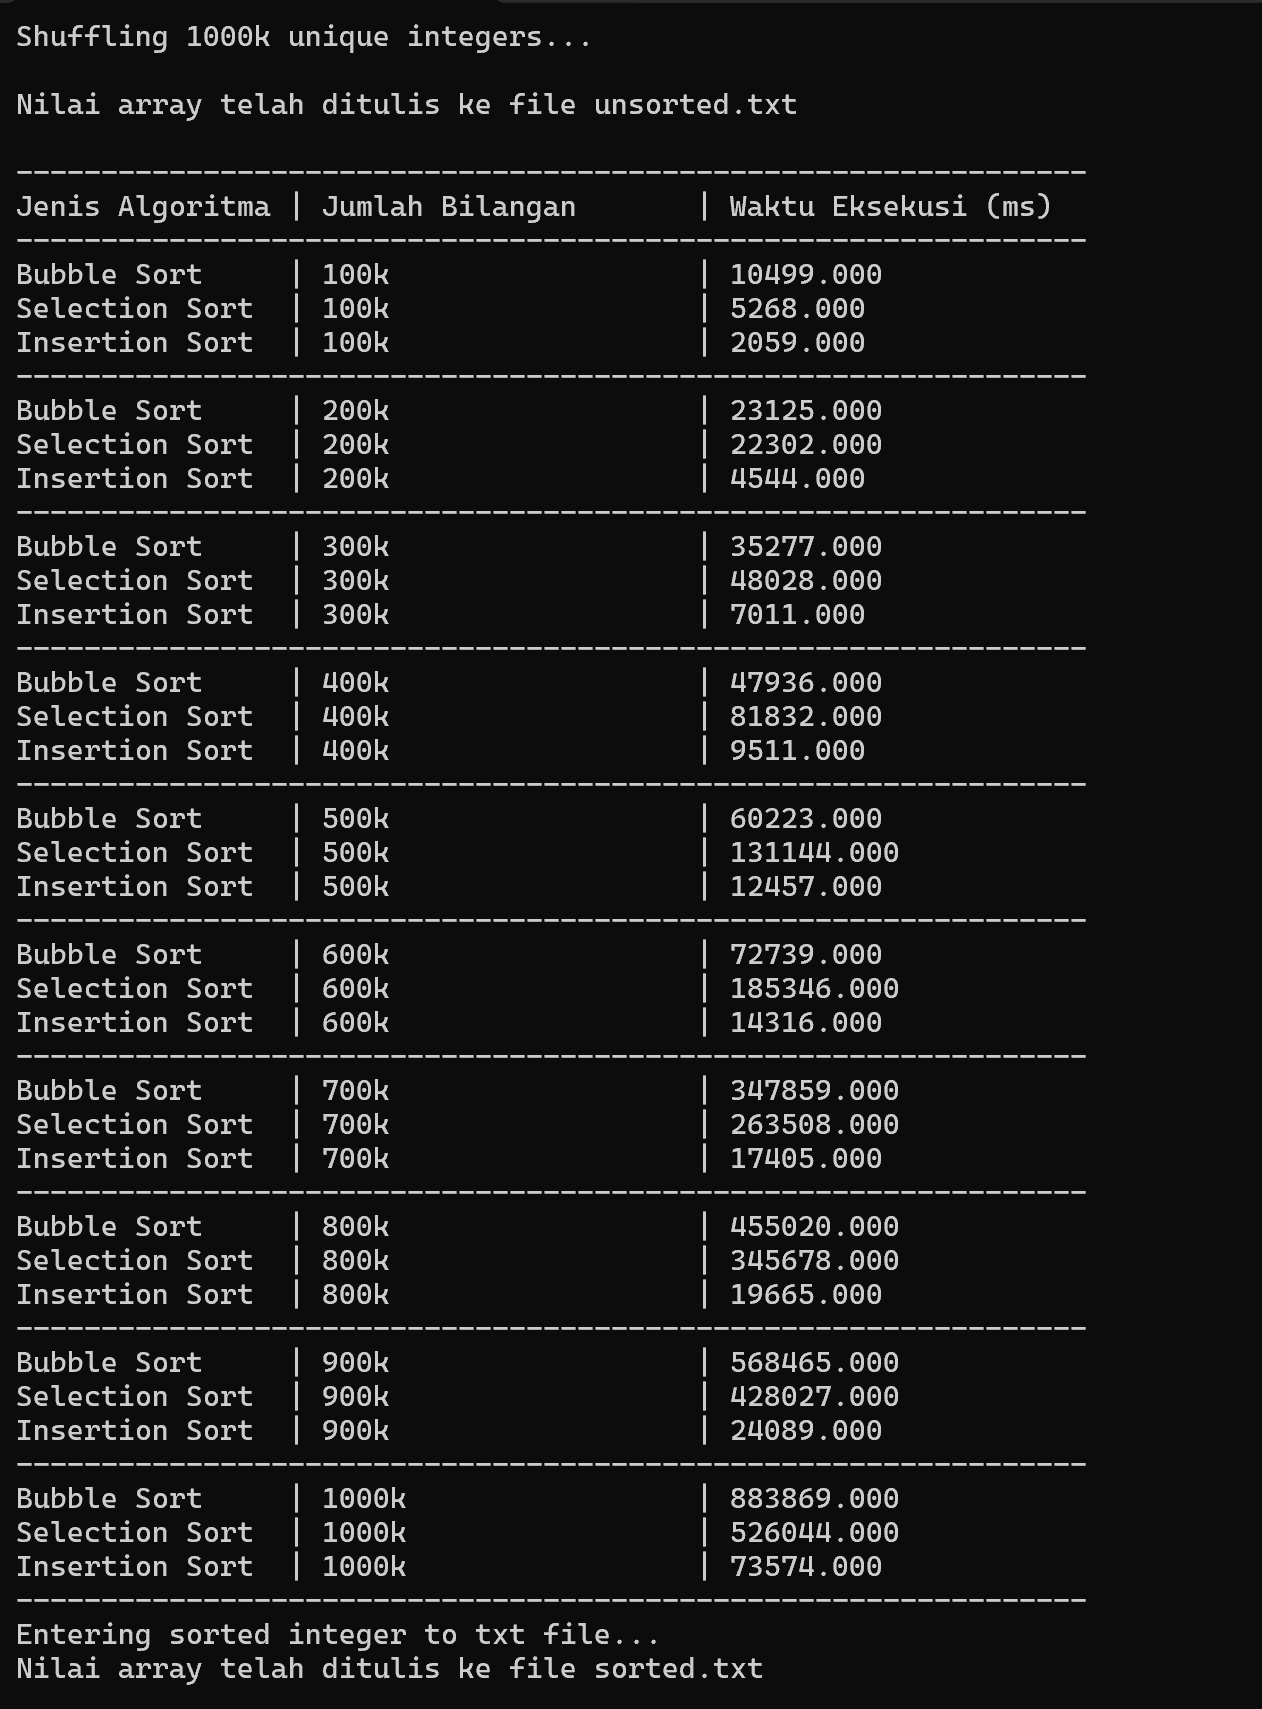 Shuffling 1000k unique integers...
Nilai array telah ditulis ke file unsorted.txt
---------------------------------------------------------------
Jenis Algoritma | Jumlah Bilangan | Waktu Eksekusi (ms)
---------------------------------------------------------------
Bubble Sort | 100k | 10499.000
Selection Sort | 100k | 5268.000
Insertion Sort | 100k | 2059.000
---------------------------------------------------------------
Bubble Sort | 200k | 23125.000
Selection Sort | 200k | 22302.000
Insertion Sort | 200k | 4544.000
---------------------------------------------------------------
Bubble Sort | 300k | 35277.000
Selection Sort | 300k | 48028.000
Insertion Sort | 300k | 7011.000
---------------------------------------------------------------
Bubble Sort | 400k | 47936.000
Selection Sort | 400k | 81832.000
Insertion Sort | 400k | 9511.000
---------------------------------------------------------------
Bubble Sort | 500k | 60223.000
Selection Sort | 500k | 131144.000
Insertion Sort | 500k | 12457.000
---------------------------------------------------------------
Bubble Sort | 600k | 72739.000
Selection Sort | 600k | 185346.000
Insertion Sort | 600k | 14316.000
---------------------------------------------------------------
Bubble Sort | 700k | 347859.000
Selection Sort | 700k | 263508.000
Insertion Sort | 700k | 17405.000
---------------------------------------------------------------
Bubble Sort | 800k | 455020.000
Selection Sort | 800k | 345678.000
Insertion Sort | 800k | 19665.000
---------------------------------------------------------------
Bubble Sort | 900k | 568465.000
Selection Sort | 900k | 428027.000
Insertion Sort | 900k | 24089.000
---------------------------------------------------------------
Bubble Sort | 1000k | 883869.000
Selection Sort | 1000k | 526044.000
Insertion Sort | 1000k | 73574.000
---------------------------------------------------------------
Entering sorted integer to txt file...
Nilai array telah ditulis ke file sorted.txt